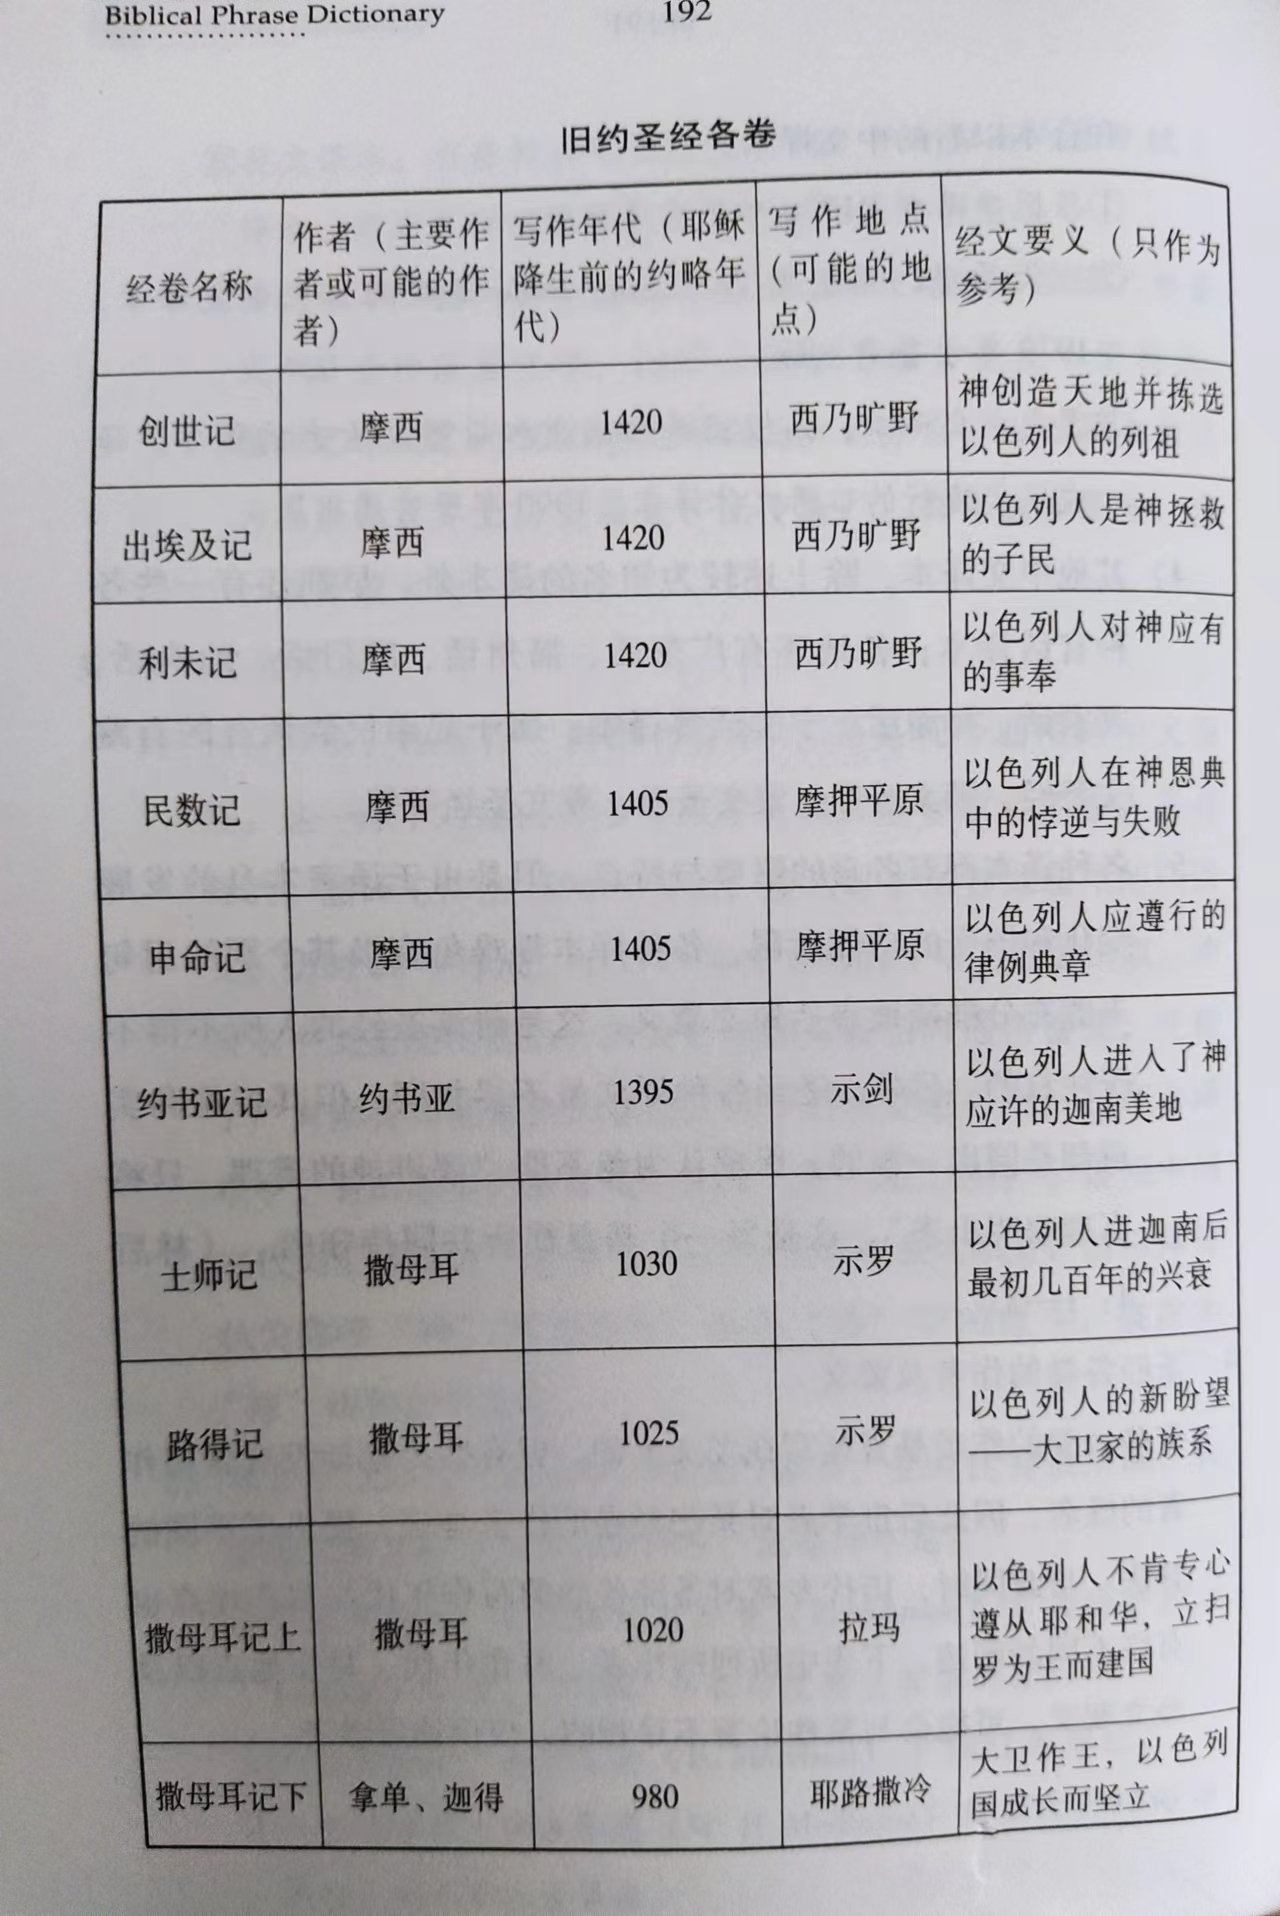 Biblical Phrase Dictionary 192
旧约圣经各卷
经卷名称
作者（主要作
者或可能的作
者）
写作年代（耶稣
降生前的约略年
代）
写作地点
（可能的地
点）
经文要义（只作为
参考）
创世记
摩西
1420
西乃旷野
神创造天地并拣选
以色列人的列祖
出埃及记
摩西
1420
西乃旷野
以色列人是神拯救
的子民
利未记
摩西
1420
西乃旷野
以色列人对神应有
的事奉
民数记
摩西
1405
摩押平原
以色列人在神恩典
中的悖逆与失败
申命记
摩西
1405
摩押平原
以色列人应遵行的
律例典章
约书亚记
约书亚
1395
示剑
以色列人进入了神
应许的迦南美地
士师记
撒母耳
1030
示罗
以色列人进迦南后
最初几百年的兴衰
路得记
撒母耳
1025
示罗
以色列人的新盼望
——大卫家的族系
撒母耳记上
撒母耳
1020
拉玛
以色列人不肯专心
遵从耶和华，立扫
罗为王而建国
撒母耳记下
拿单、迦得
980
耶路撒冷
大卫作王，以色列
国成长而坚立